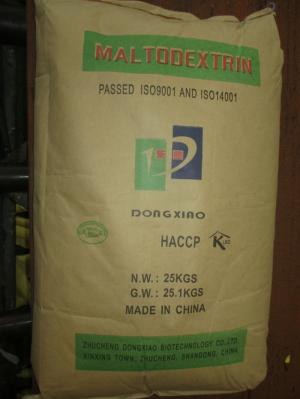 MALTODEXTRIN
PASSED ISO9001 AND ISO14001
DONGXIAO
HACCP K
N.W.: 25KGS
G.W.: 25.1KGS
MADE IN CHINA
ZHUCHENG DONGXIAO BIOTECHNOLOGY CO.,LTD.
XINXING TOWN, ZHUCHENG, SHANDONG, CHINA